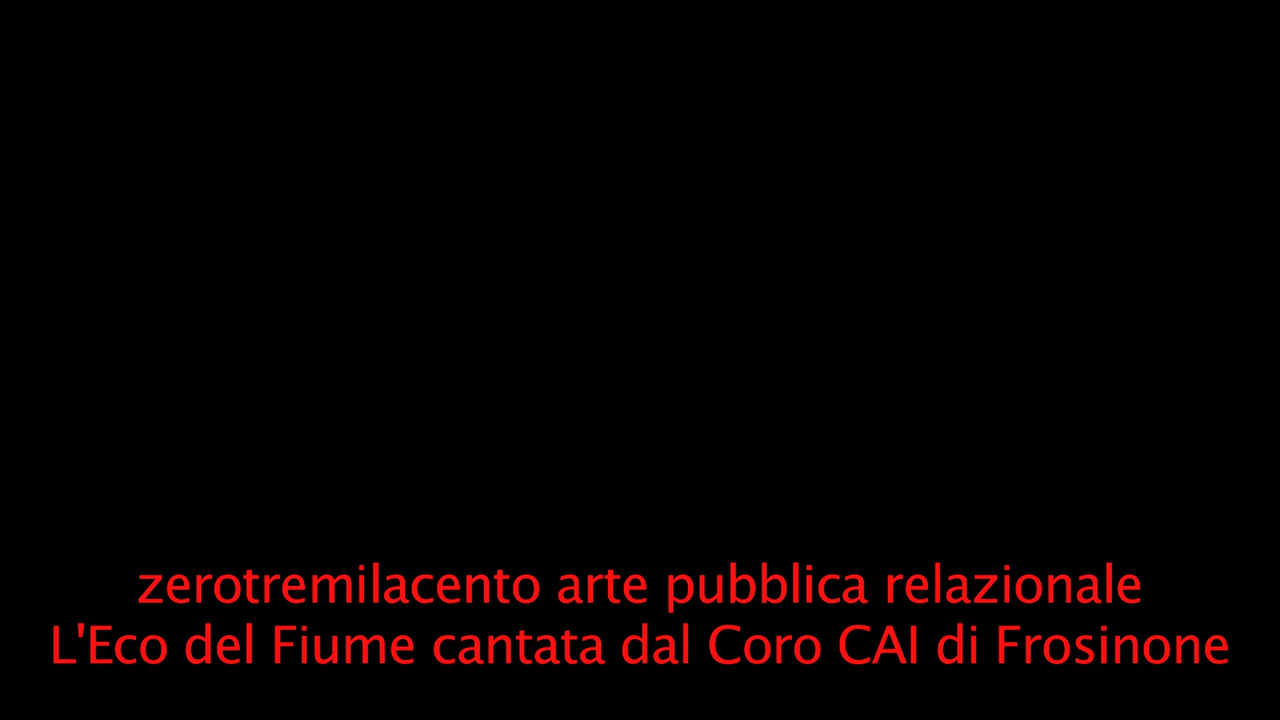 zerotremilacento arte pubblica relazionale
L'Eco del Fiume cantata dal Coro CAI di Frosinone